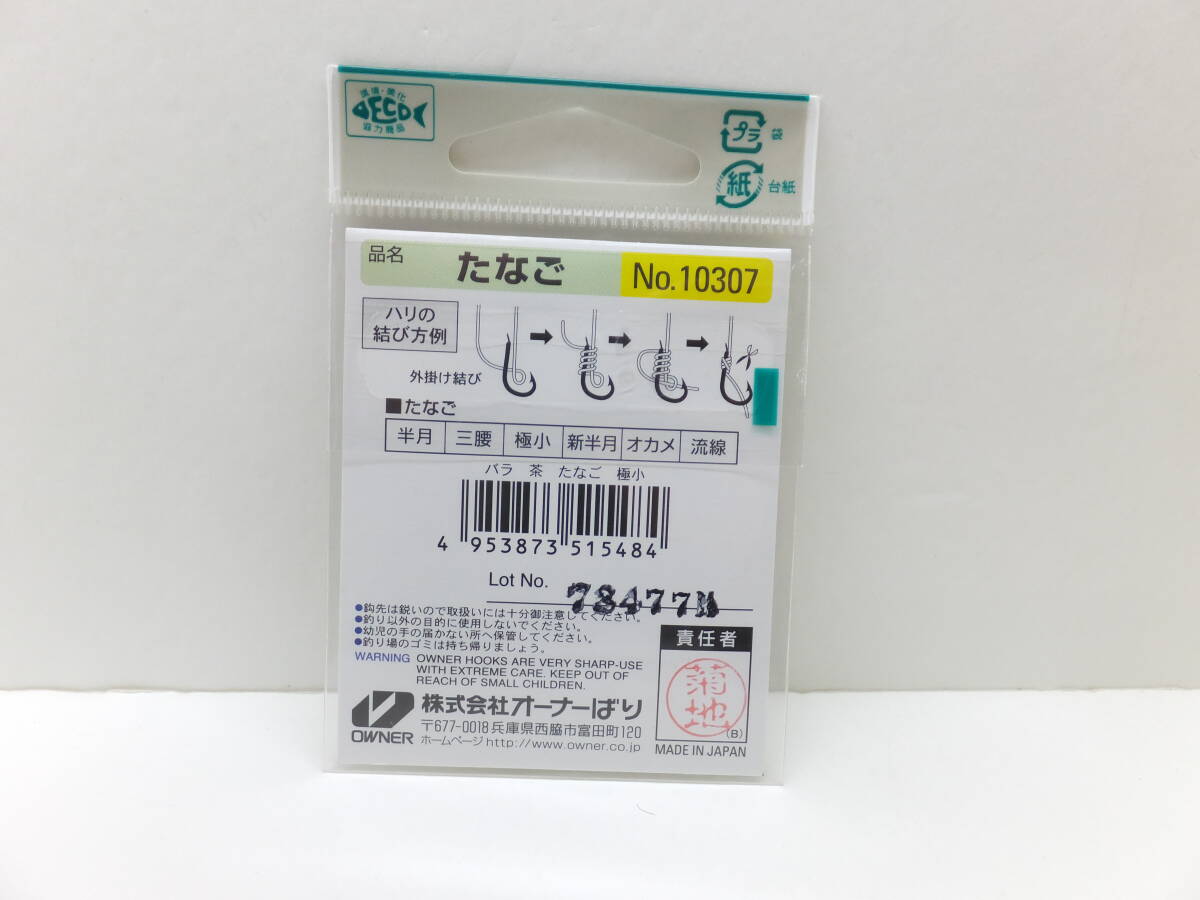 環境・美化
ECO
協力商品
プラ 袋
紙 台紙
品名 たなご No.10307
ハリの
結び方例
外掛け結び
■たなご
半月 三腰 極小 新半月 オカメ 流線
バラ 茶 たなご 極小
4 953873 515484
Lot No. 78477
●鈎先は鋭いので取扱いには十分御注意してください。
●釣り以外の目的に使用しないでください。
●幼児の手の届かない所へ保管してください。
●釣り場のゴミは持ち帰りましょう。
WARNING OWNER HOOKS ARE VERY SHARP-USE
WITH EXTREME CARE. KEEP OUT OF
REACH OF SMALL CHILDREN.
責任者
菊地
(B)
MADE IN JAPAN
OWNER
株式会社オーナーばり
〒677-0018 兵庫県西脇市富田町120
ホームページ http://www.owner.co.jp